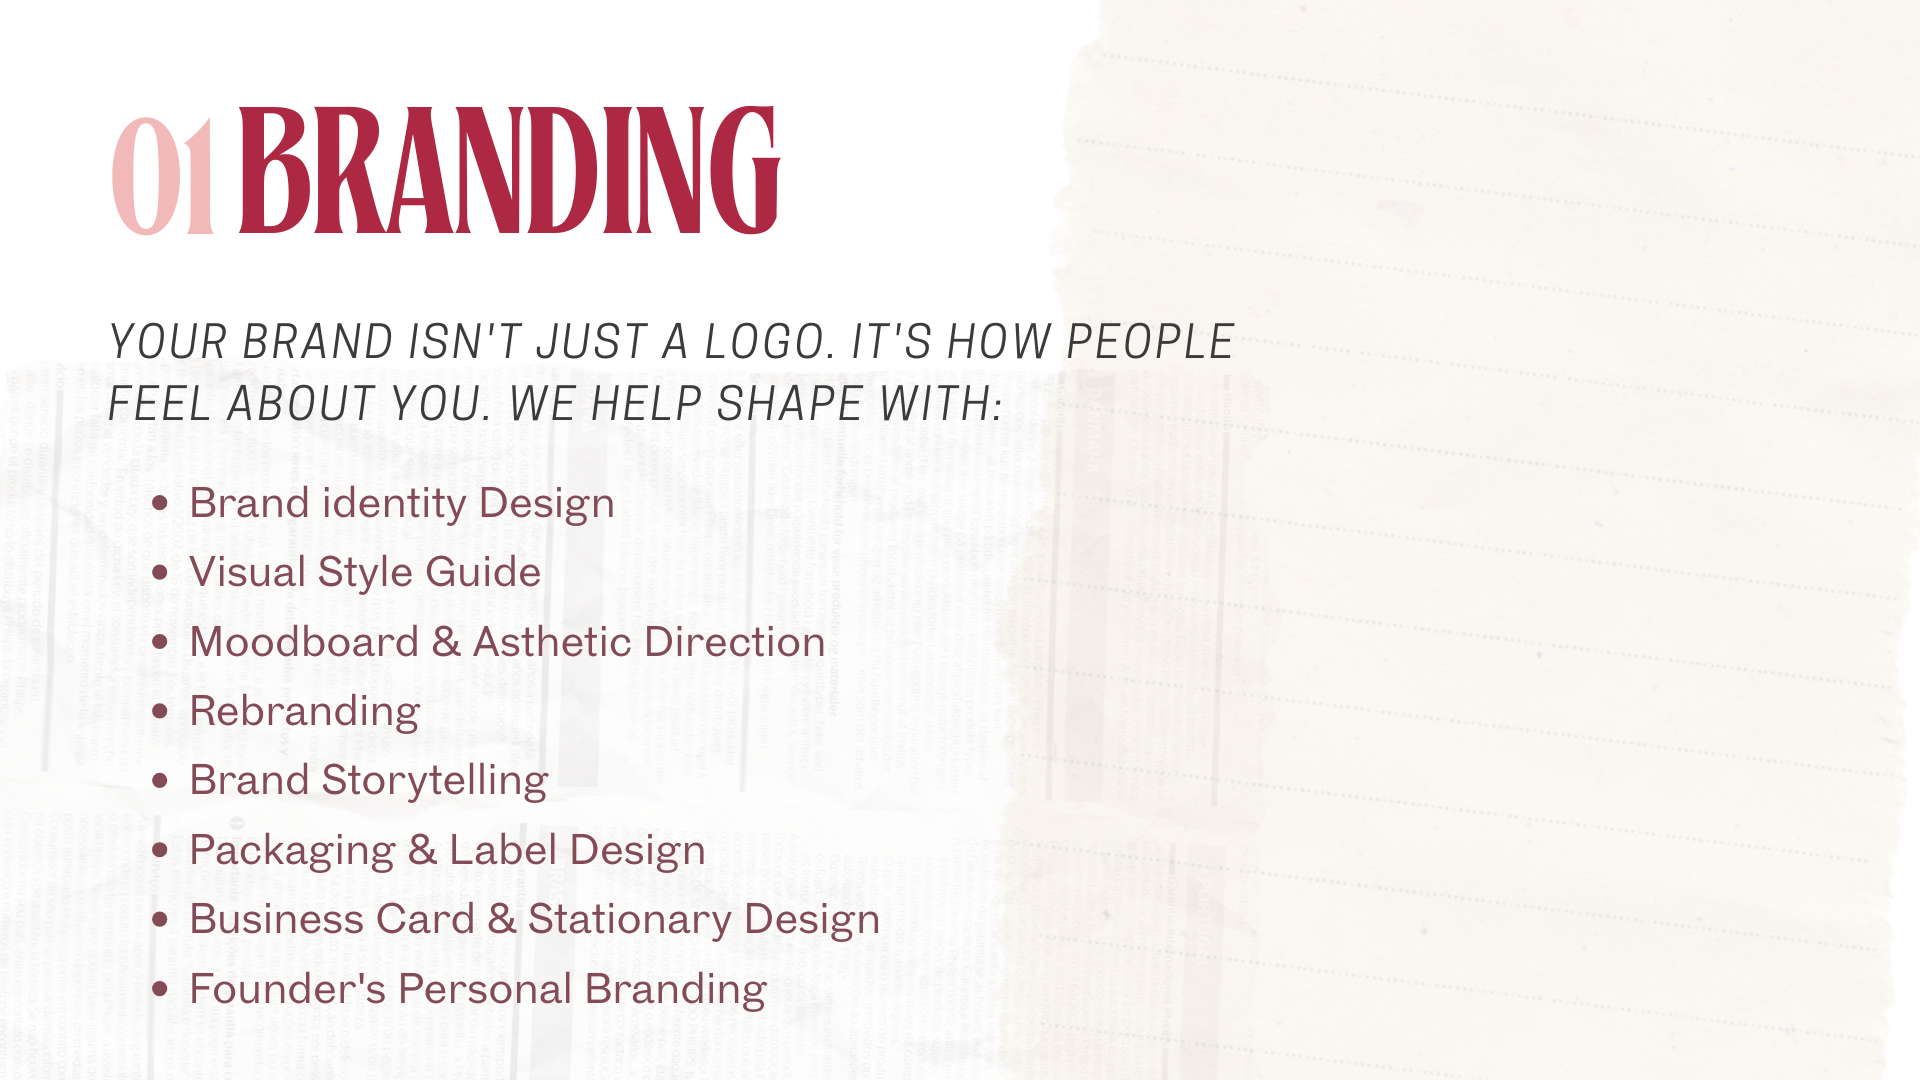 01 BRANDING
YOUR BRAND ISN'T JUST A LOGO. IT'S HOW PEOPLE
FEEL ABOUT YOU. WE HELP SHAPE WITH:
• Brand identity Design
• Visual Style Guide
• Moodboard & Asthetic Direction
• Rebranding
• Brand Storytelling
• Packaging & Label Design
• Business Card & Stationary Design
• Founder's Personal Branding